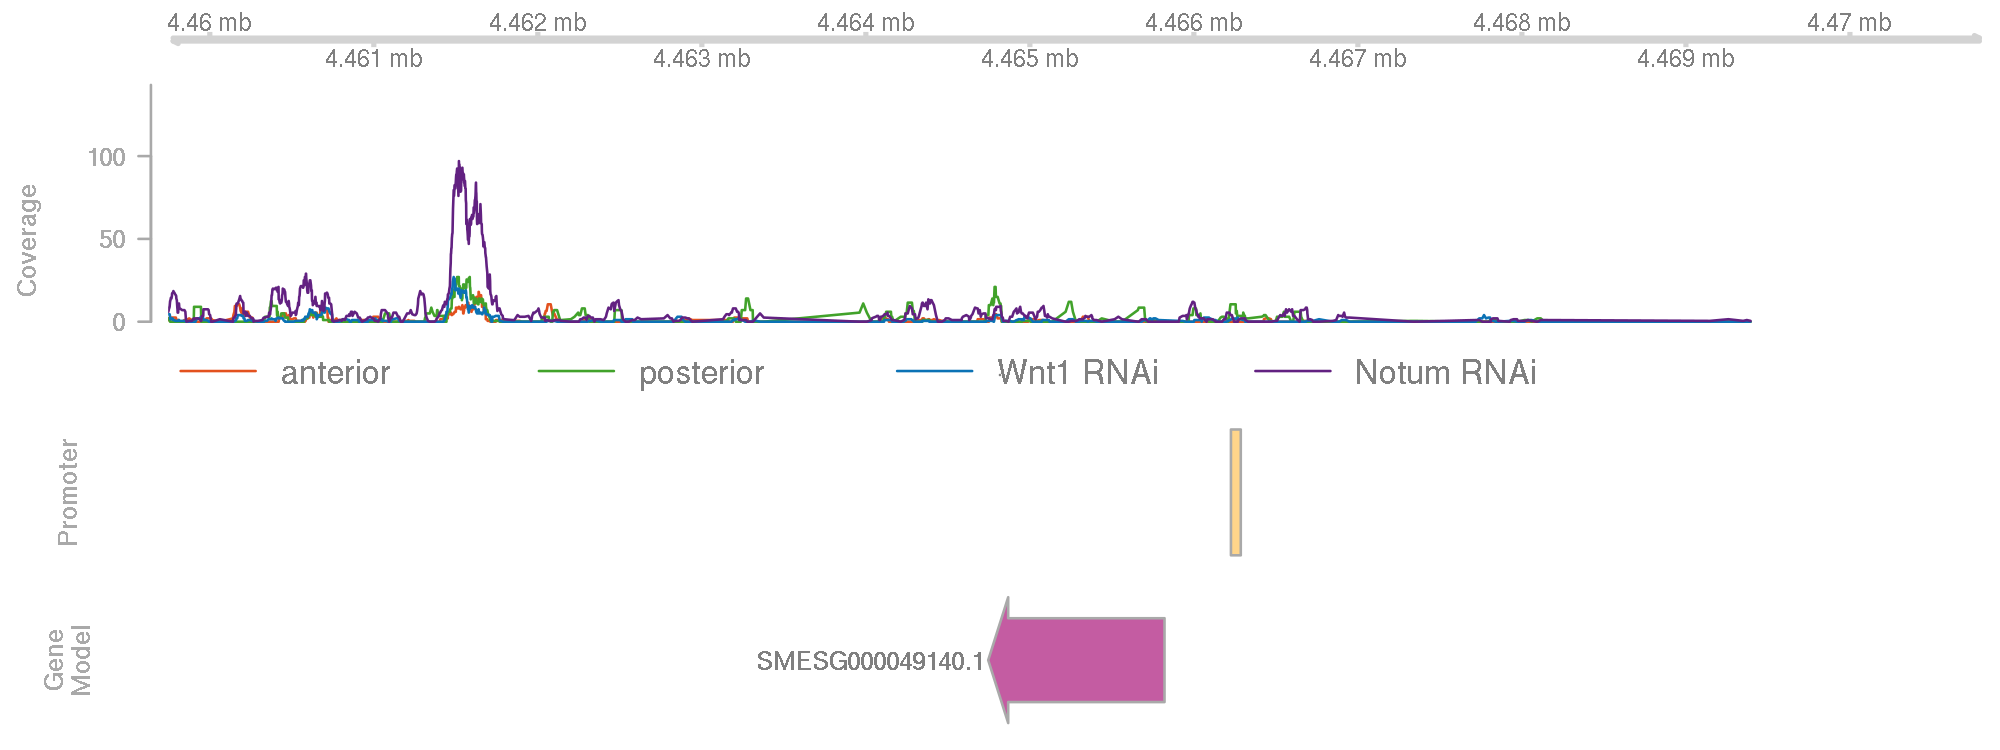 4.46 mb 4.462 mb 4.464 mb 4.466 mb 4.468 mb 4.47 mb
4.461 mb 4.463 mb 4.465 mb 4.467 mb 4.469 mb
Coverage
100
50
0
anterior posterior Wnt1 RNAi Notum RNAi
Promoter
Gene
Model
SMESG000049140.1